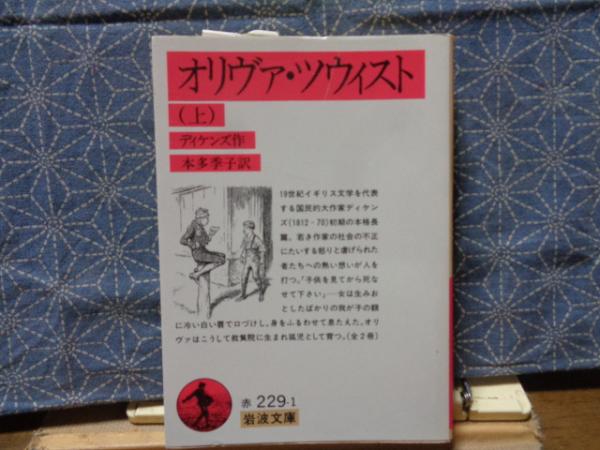 オリヴァ・ツウィスト
(上)
ディケンズ作
本多季子訳
19世紀イギリス文学を代表
する国民的大作家ディケン
ズ(1812‐70)初期の本格長
篇。若き作家の社会の不正
にたいする怒りと虐げられた
者たちへの熱い想いが人を
打つ。「子供を見てから死な
せて下さい」──女は生みお
としたばかりの我が子の額
に冷い白い唇で口づけし、身をふるわせて息たえた。オリ
ヴァはこうして救貧院に生まれ孤児として育つ。(全2冊)
赤 229-1
岩波文庫